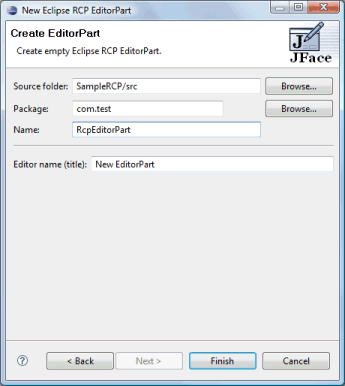 New Eclipse RCP EditorPart
Create EditorPart
Create empty Eclipse RCP EditorPart.
JFace
Source folder: SampleRCP/src Browse...
Package: com.test Browse...
Name: RcpEditorPart
Editor name (title): New EditorPart
? < Back Next > Finish Cancel